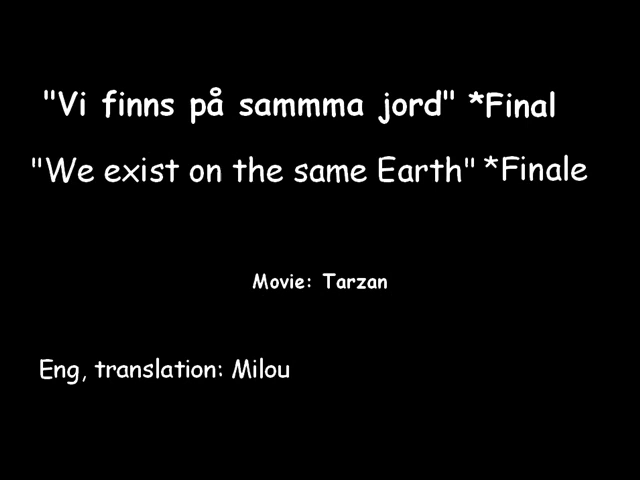 "Vi finns på sammma jord" *Final
"We exist on the same Earth" *Finale
Movie: Tarzan
Eng, translation: Milou